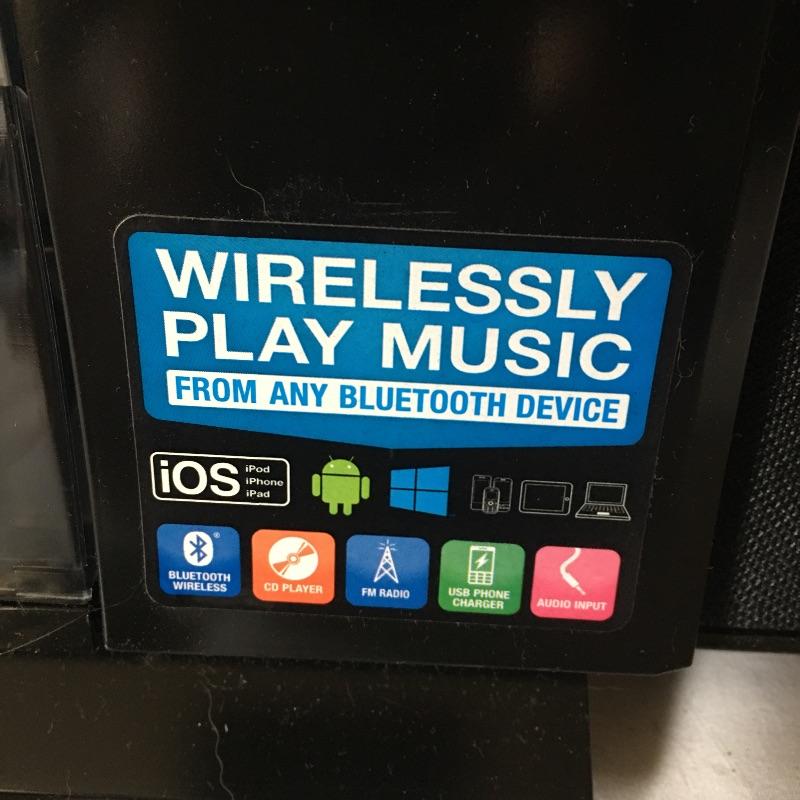 WIRELESSLY
PLAY MUSIC
FROM ANY BLUETOOTH DEVICE
iOS
iPod
iPhone
iPad
BLUETOOTH
WIRELESS
CD PLAYER
FM RADIO
USB PHONE
CHARGER
AUDIO INPUT